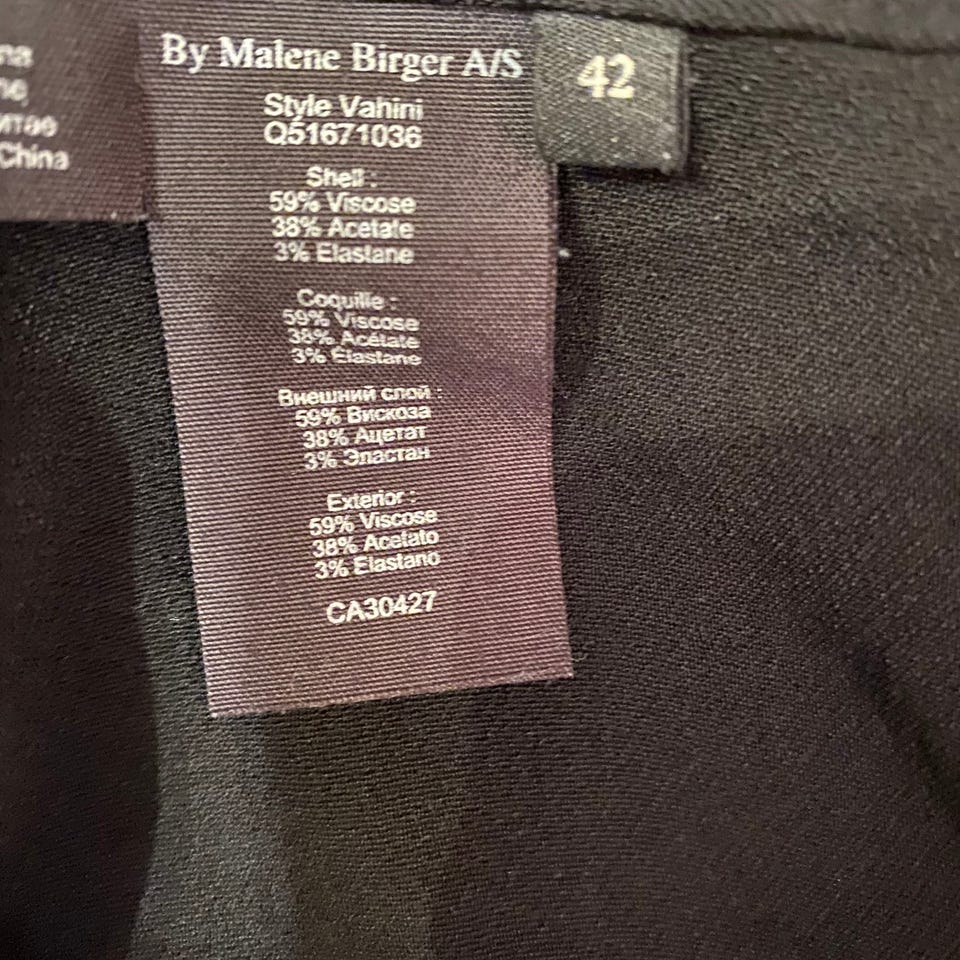 By Malene Birger A/S
42
Style Vahini
Q51671036
Shell :
59% Viscose
38% Acetate
3% Elastane
Coquille :
59% Viscose
38% Acétate
3% Elastane
Внешний слой :
59% Вискоза
38% Ацетат
3% Эластан
Exterior :
59% Viscose
38% Acetato
3% Elastano
CA30427
China